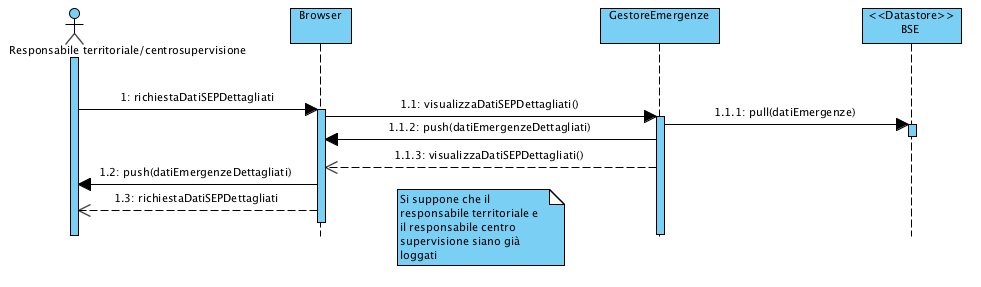 Browser
GestoreEmergenze
<<Datastore>>
BSE
Responsabile territoriale/centrosupervisione
1: richiestaDatiSEPDettagliati
1.1: visualizzaDatiSEPDettagliati()
1.1.1: pull(datiEmergenze)
1.1.2: push(datiEmergenzeDettagliati)
1.1.3: visualizzaDatiSEPDettagliati()
1.2: push(datiEmergenzeDettagliati)
1.3: richiestaDatiSEPDettagliati
Si suppone che il
responsabile territoriale e
il responsabile centro
supervisione siano già
loggati